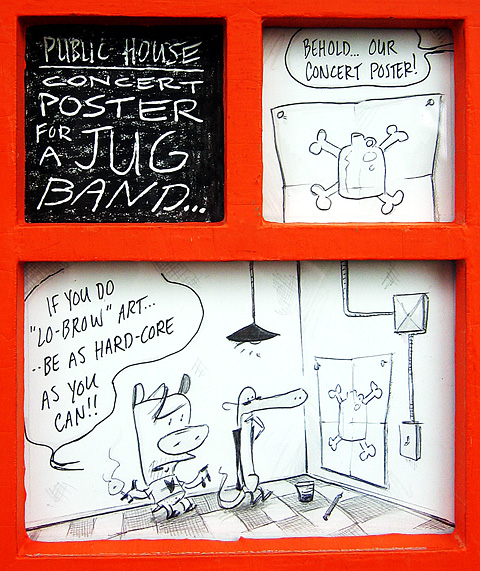 PUBLIC HOUSE
CONCERT
POSTER
FOR
A JUG
BAND...
BEHOLD... OUR
CONCERT POSTER!
IF YOU DO
"LO-BROW" ART...
..BE AS HARD-CORE
AS YOU
CAN!!